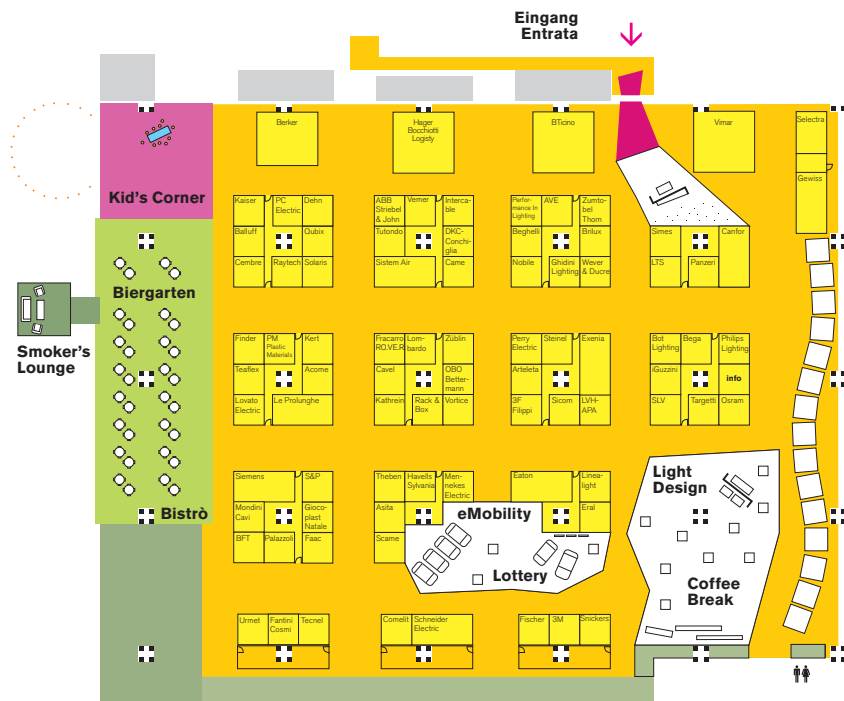 Eingang
Entrata
Berker
Hager
Bocchiotti
Logisty
BTicino
Vimar
Selectra
Gewiss
Kid's Corner
Kaiser
PC
Electric
Dehn
Balluff
Qubix
Cembre
Raytech
Solaris
ABB
Striebel
& John
Vemer
Interca-
ble
Tutondo
DKC-
Conchi-
glia
Sistem Air
Came
Perfor-
mance In
Lighting
AVE
Zumto-
bel
Thorn
Beghelli
Brilux
Nobile
Ghidini
Lighting
Wever
& Ducre
Simes
Canfor
LTS
Panzeri
Biergarten
Smoker's
Lounge
Finder
PM
Plastic
Materials
Kert
Teaflex
Acome
Lovato
Electric
Le Prolunghe
Fracarro
RO.VE.R
Lom-
bardo
Züblin
Cavel
OBO
Better-
mann
Kathrein
Rack &
Box
Vortice
Perry
Electric
Steinel
Exenia
Arteleta
3F
Filippi
Sicom
LVH-
APA
Bot
Lighting
Bega
Philips
Lighting
iGuzzini
info
SLV
Targetti
Osram
Siemens
S&P
Mondini
Cavi
Gioco-
plast
Natale
BFT
Palazzoli
Faac
Bistrò
Theben
Havells
Sylvania
Men-
nekes
Electric
Asita
Scame
eMobility
Lottery
Eaton
Linea-
light
Eral
Light
Design
Coffee
Break
Urmet
Fantini
Cosmi
Tecnel
Comelit
Schneider
Electric
Fischer
3M
Snickers